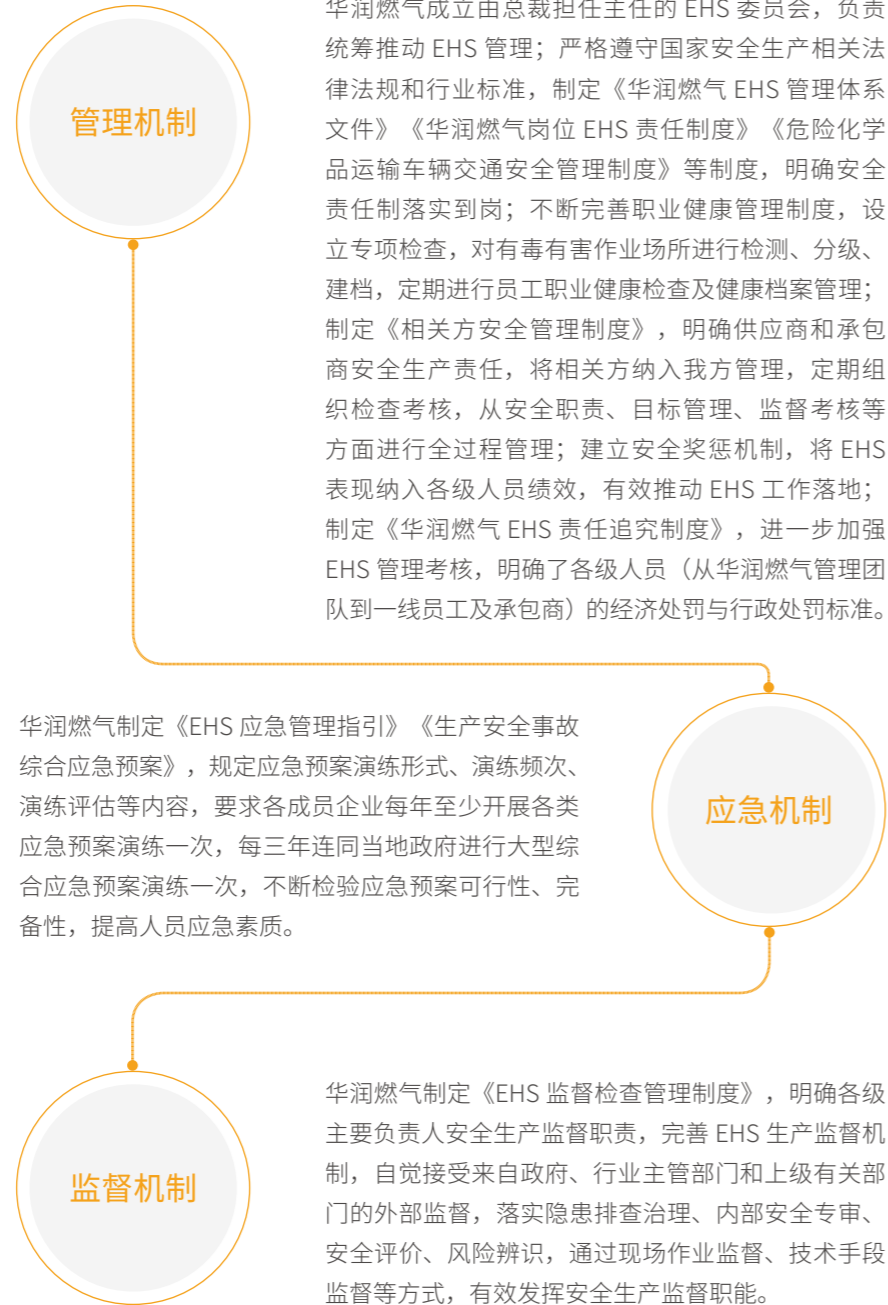 管理机制
华润燃气成立由总裁担任主任的 EHS 委员会，负责
统筹推动 EHS 管理；严格遵守国家安全生产相关法
律法规和行业标准，制定《华润燃气 EHS 管理体系
文件》《华润燃气岗位 EHS 责任制度》《危险化学
品运输车辆交通安全管理制度》等制度，明确安全
责任制落实到岗；不断完善职业健康管理制度，设
立专项检查，对有毒有害作业场所进行检测、分级、
建档，定期进行员工职业健康检查及健康档案管理；
制定《相关方安全管理制度》，明确供应商和承包
商安全生产责任，将相关方纳入我方管理，定期组
织检查考核，从安全职责、目标管理、监督考核等
方面进行全过程管理；建立安全奖惩机制，将 EHS
表现纳入各级人员绩效，有效推动 EHS 工作落地；
制定《华润燃气 EHS 责任追究制度》，进一步加强
EHS 管理考核，明确了各级人员（从华润燃气管理团
队到一线员工及承包商）的经济处罚与行政处罚标准。
华润燃气制定《EHS 应急管理指引》《生产安全事故
综合应急预案》，规定应急预案演练形式、演练频次、
演练评估等内容，要求各成员企业每年至少开展各类
应急预案演练一次，每三年连同当地政府进行大型综
合应急预案演练一次，不断检验应急预案可行性、完
备性，提高人员应急素质。
应急机制
监督机制
华润燃气制定《EHS 监督检查管理制度》，明确各级
主要负责人安全生产监督职责，完善 EHS 生产监督机
制，自觉接受来自政府、行业主管部门和上级有关部
门的外部监督，落实隐患排查治理、内部安全专审、
安全评价、风险辨识，通过现场作业监督、技术手段
监督等方式，有效发挥安全生产监督职能。